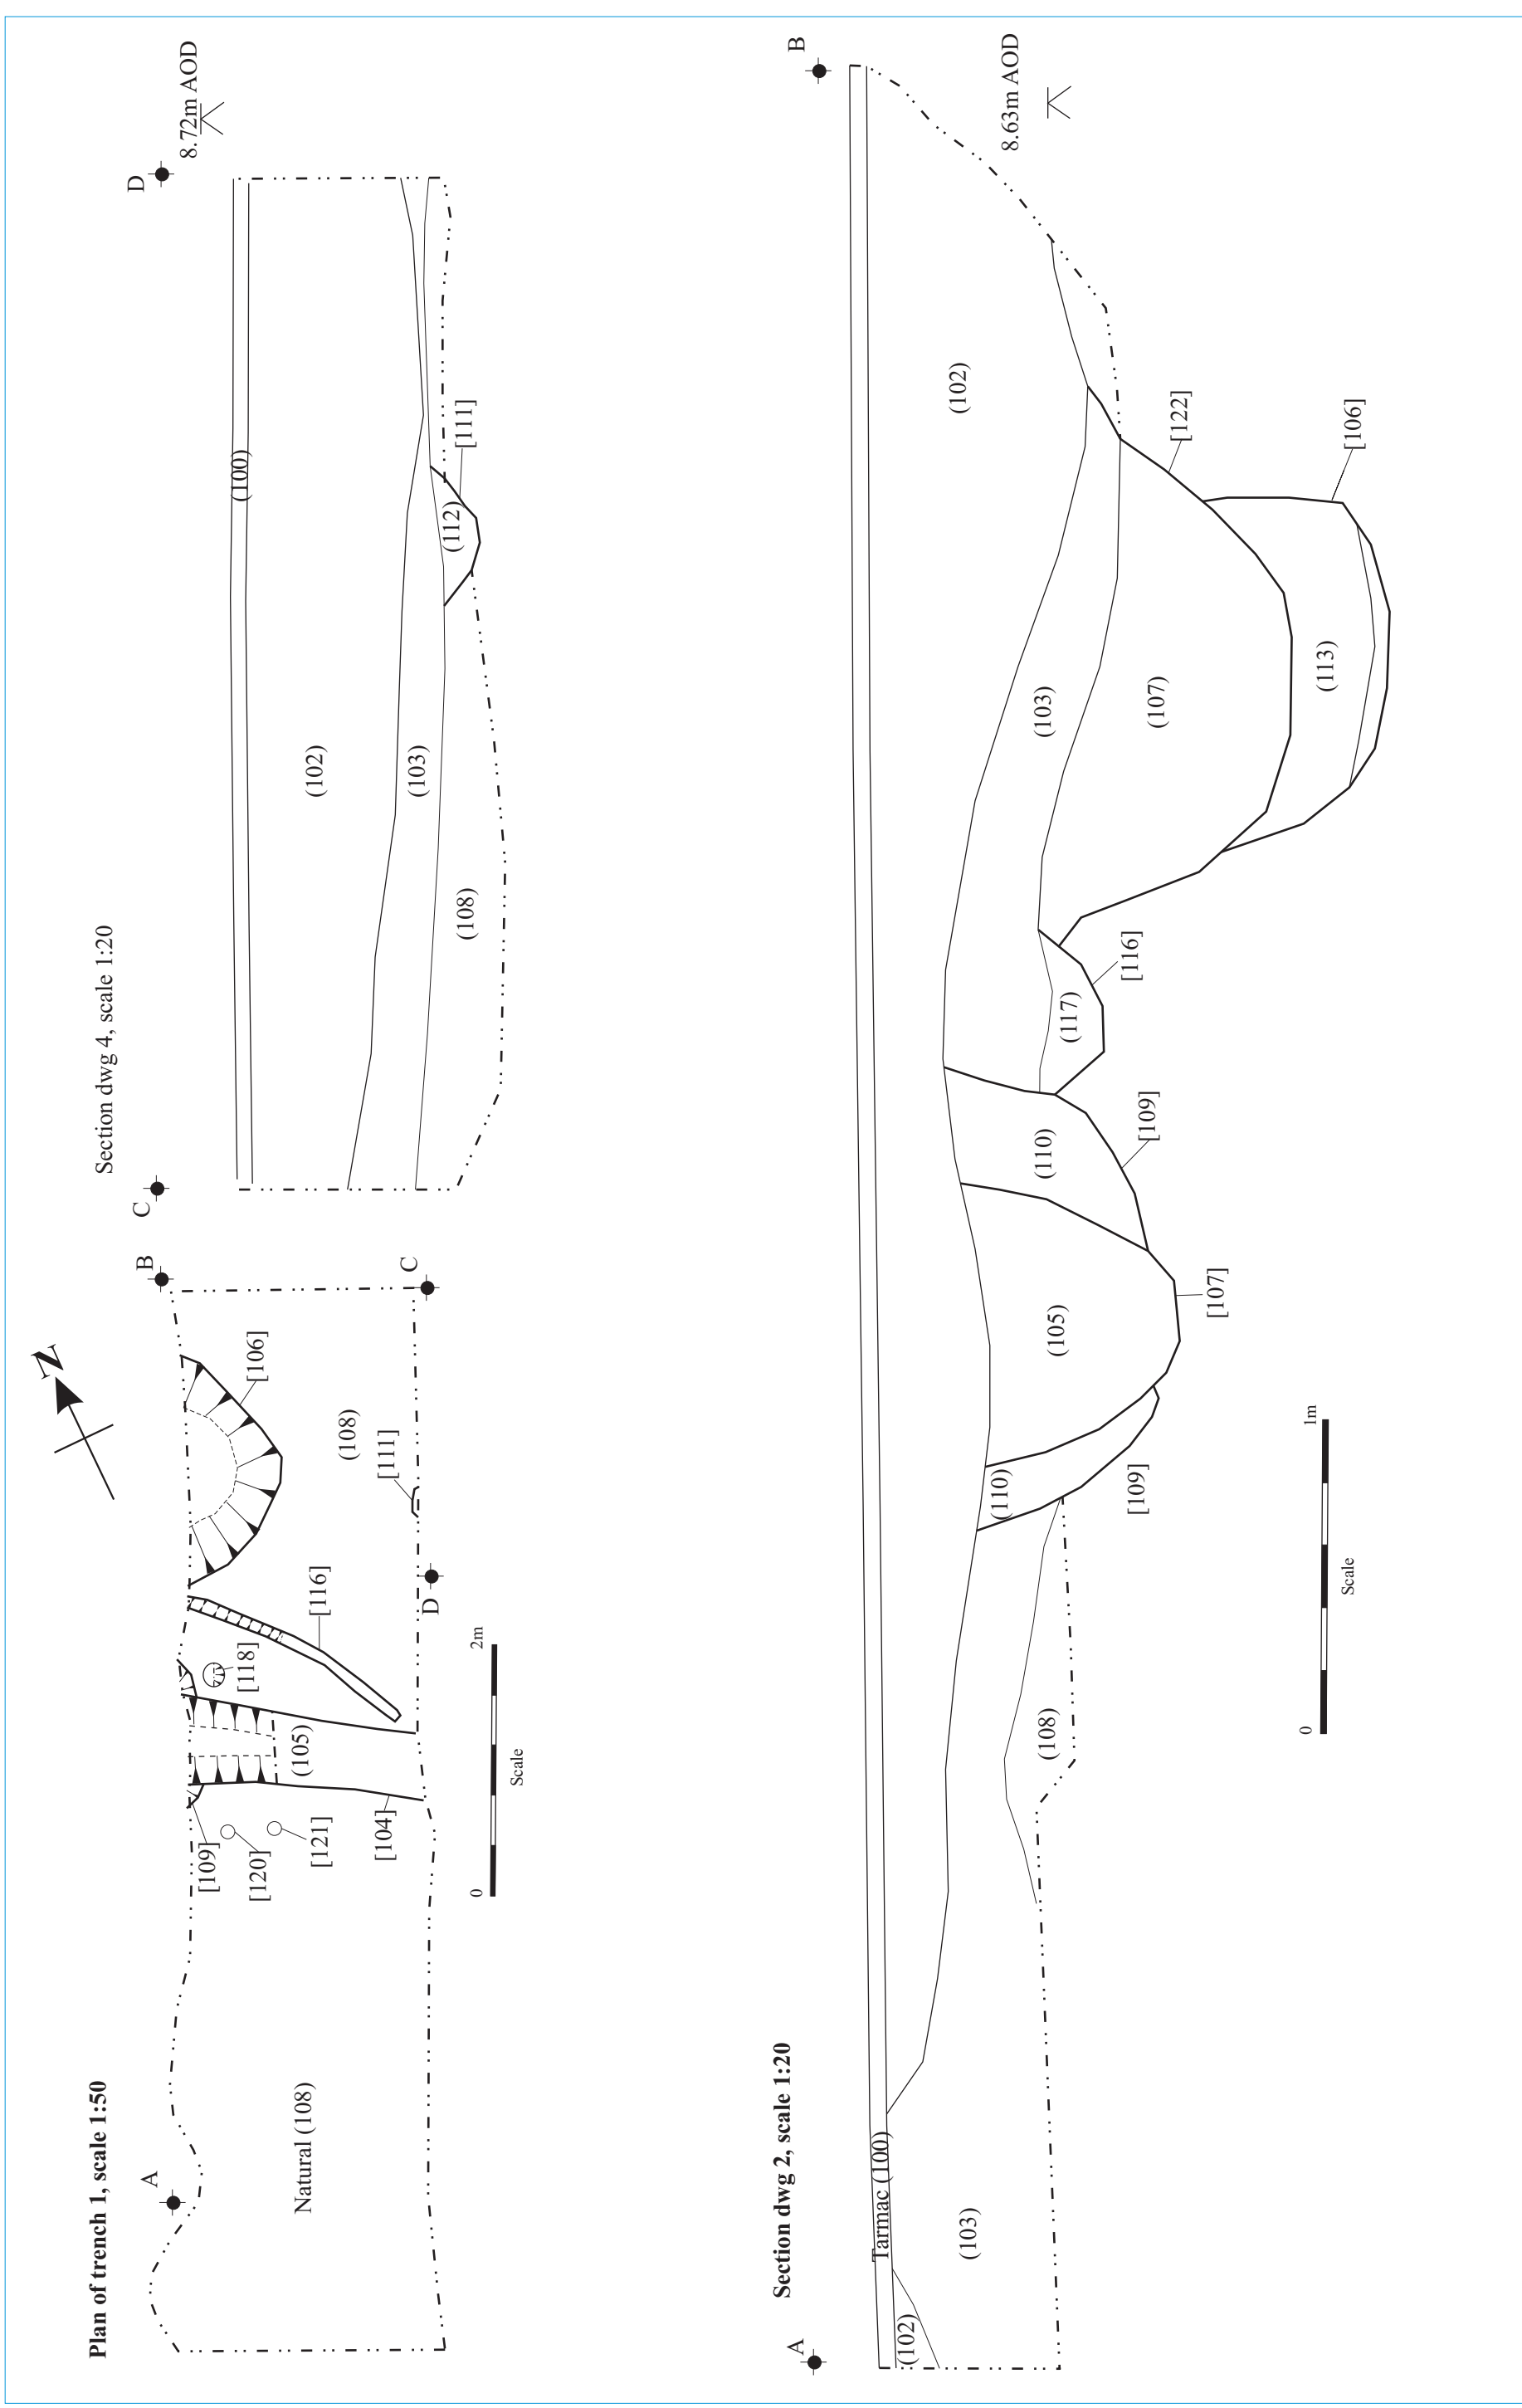 Plan of trench 1, scale 1:50
A
B
C
D
N
Natural (108)
[109]
[120]
[121]
[104]
(105)
[118]
[116]
[106]
(108)
[111]
0
2m
Scale
Section dwg 4, scale 1:20
C
D
8.72m AOD
(100)
(102)
(103)
(108)
(112)
[111]
Section dwg 2, scale 1:20
A
B
8.63m AOD
Tarmac (100)
(102)
(103)
(108)
(110)
[109]
(105)
[107]
(110)
[109]
(117)
[116]
(103)
(107)
(102)
[122]
(113)
[106]
0
1m
Scale